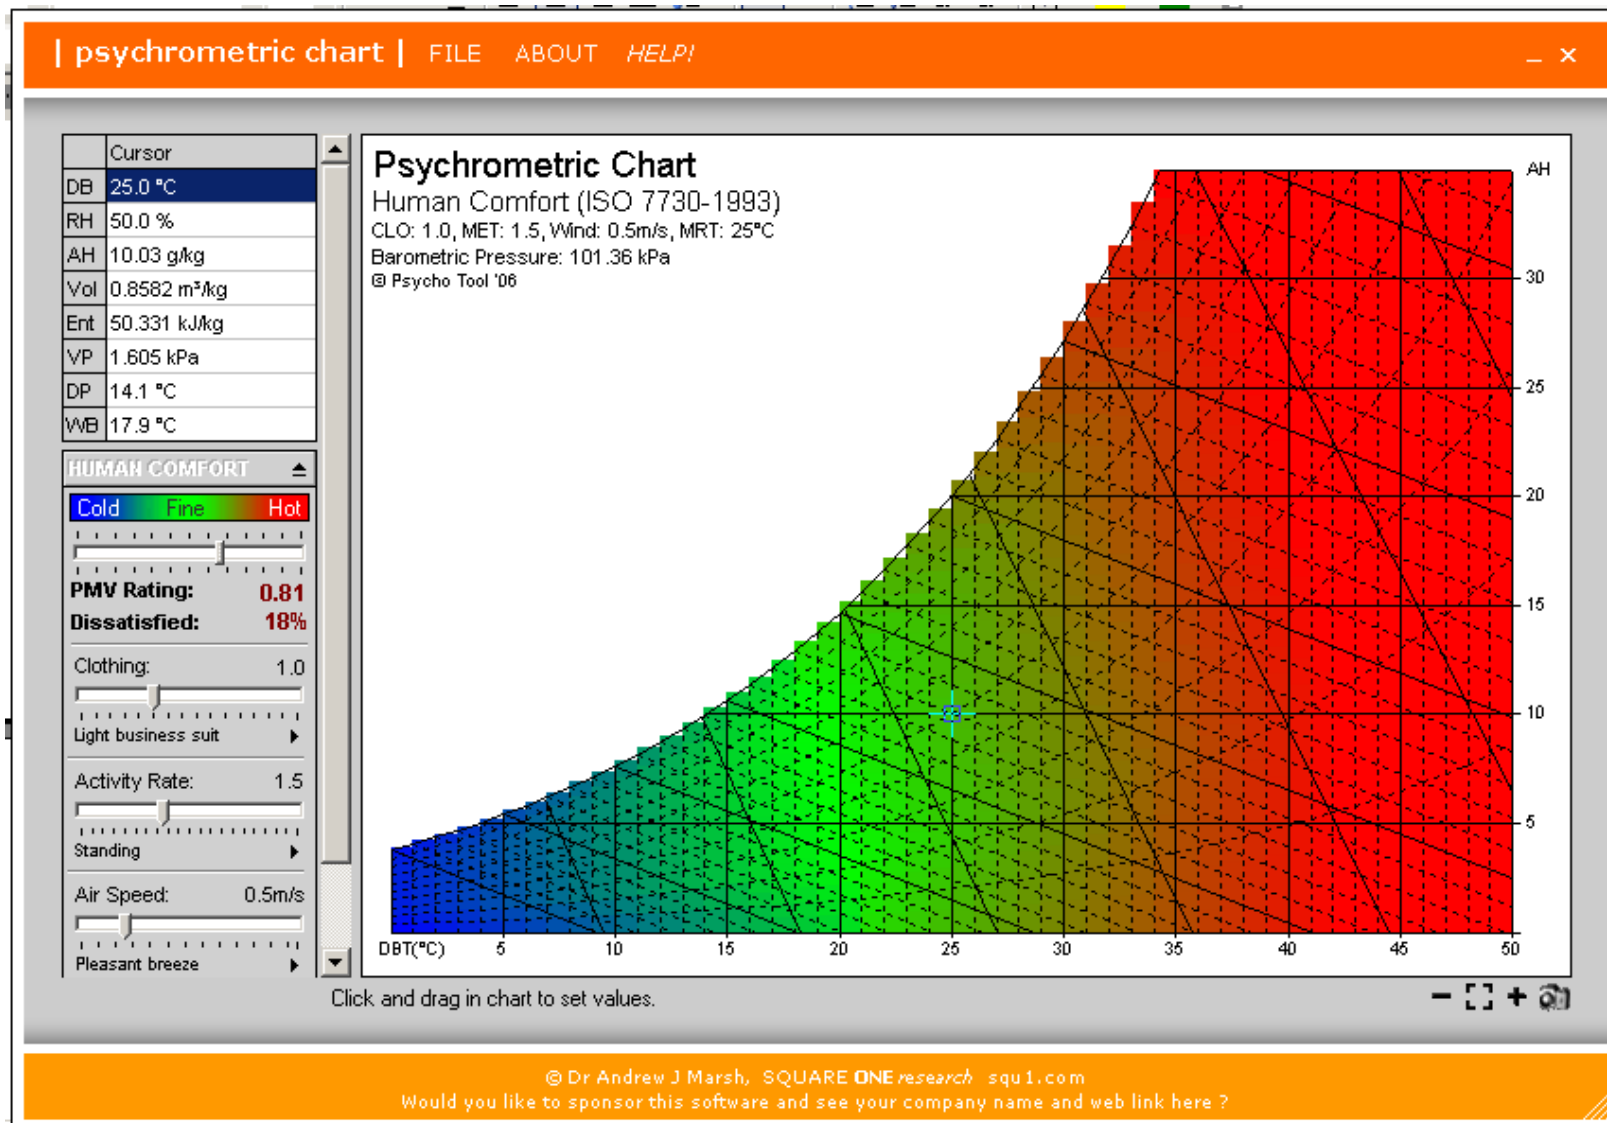 | psychrometric chart | FILE ABOUT HELP!
Cursor
DB 25.0 °C
RH 50.0 %
AH 10.03 g/kg
Vol 0.8582 m³/kg
Ent 50.331 kJ/kg
VP 1.605 kPa
DP 14.1 °C
WB 17.9 °C
HUMAN COMFORT
Cold Fine Hot
PMV Rating: 0.81
Dissatisfied: 18%
Clothing: 1.0
Light business suit
Activity Rate: 1.5
Standing
Air Speed: 0.5m/s
Pleasant breeze
Psychrometric Chart
Human Comfort (ISO 7730-1993)
CLO: 1.0, MET: 1.5, Wind: 0.5m/s, MRT: 25°C
Barometric Pressure: 101.36 kPa
© Psycho Tool '06
AH
30
25
20
15
10
5
DBT(°C) 5 10 15 20 25 30 35 40 45 50
Click and drag in chart to set values.
© Dr Andrew J Marsh, SQUARE ONE research squ1.com
Would you like to sponsor this software and see your company name and web link here ?